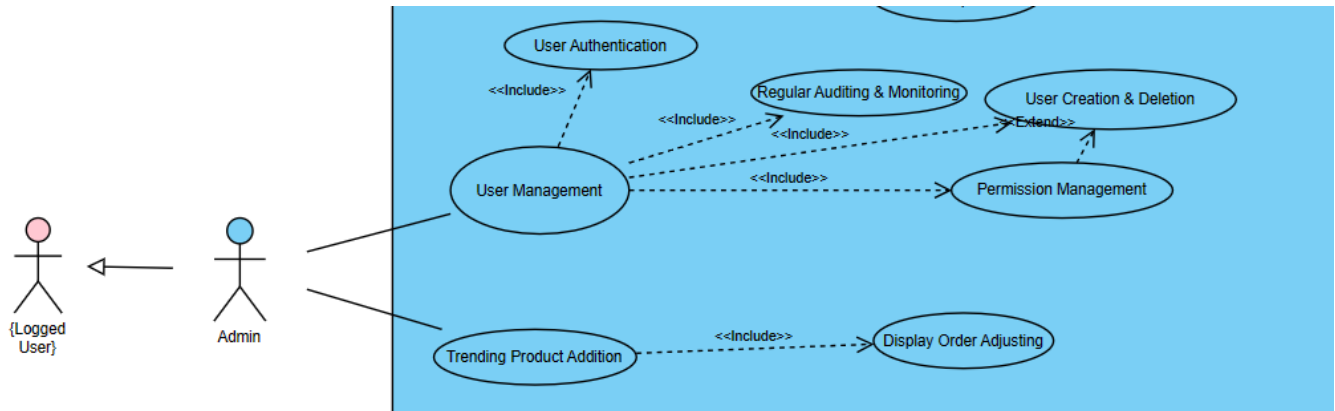 User Authentication
<<Include>>
Regular Auditing & Monitoring
User Creation & Deletion
<<Include>>
<<Extend>>
<<Include>>
User Management
<<Include>>
Permission Management
{Logged
User}
Admin
<<Include>>
Trending Product Addition
Display Order Adjusting